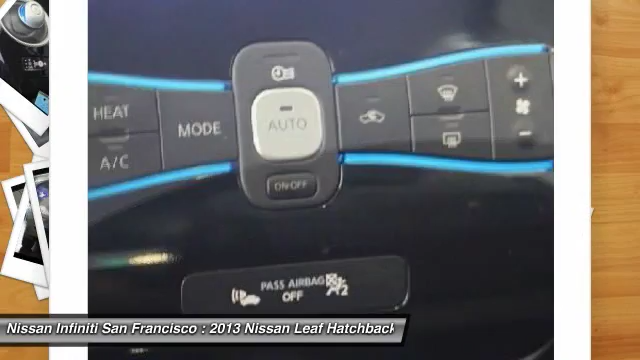 HEAT
MODE
AUTO
A/C
ON·OFF
PASS AIRBAG
OFF
Nissan Infiniti San Francisco : 2013 Nissan Leaf Hatchback